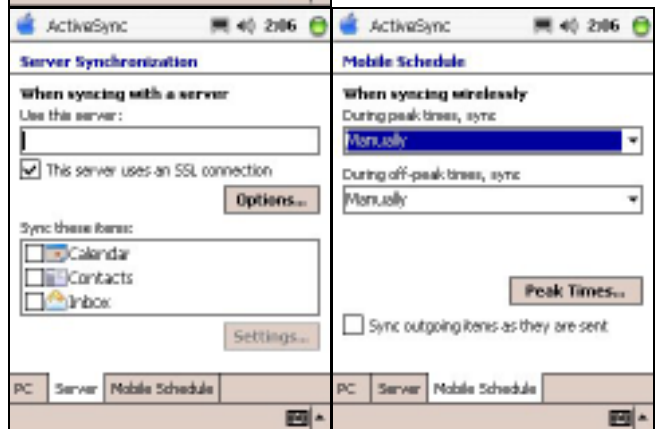 ActiveSync 2:06
Server Synchronization
When syncing with a server
Use this server:
This server uses an SSL connection
Options...
Sync these items:
Calendar
Contacts
Inbox
Settings...
PC Server Mobile Schedule
ActiveSync 2:06
Mobile Schedule
When syncing wirelessly
During peak times, sync
Manually
During off-peak times, sync
Manually
Peak Times...
Sync outgoing items as they are sent
PC Server Mobile Schedule